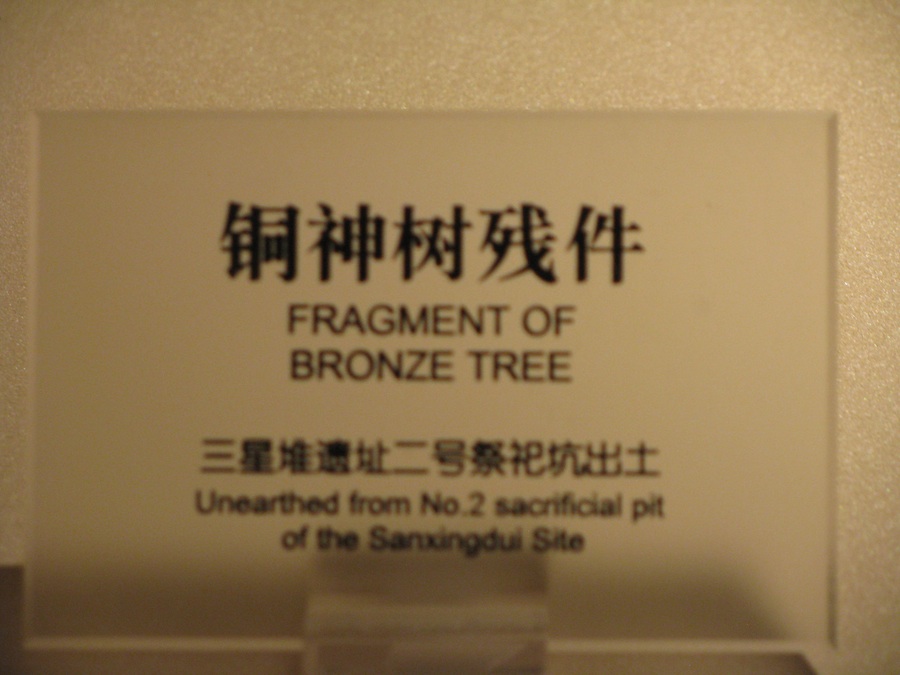 铜神树残件
FRAGMENT OF
BRONZE TREE
三星堆遗址二号祭祀坑出土
Unearthed from No.2 sacrificial pit
of the Sanxingdui Site